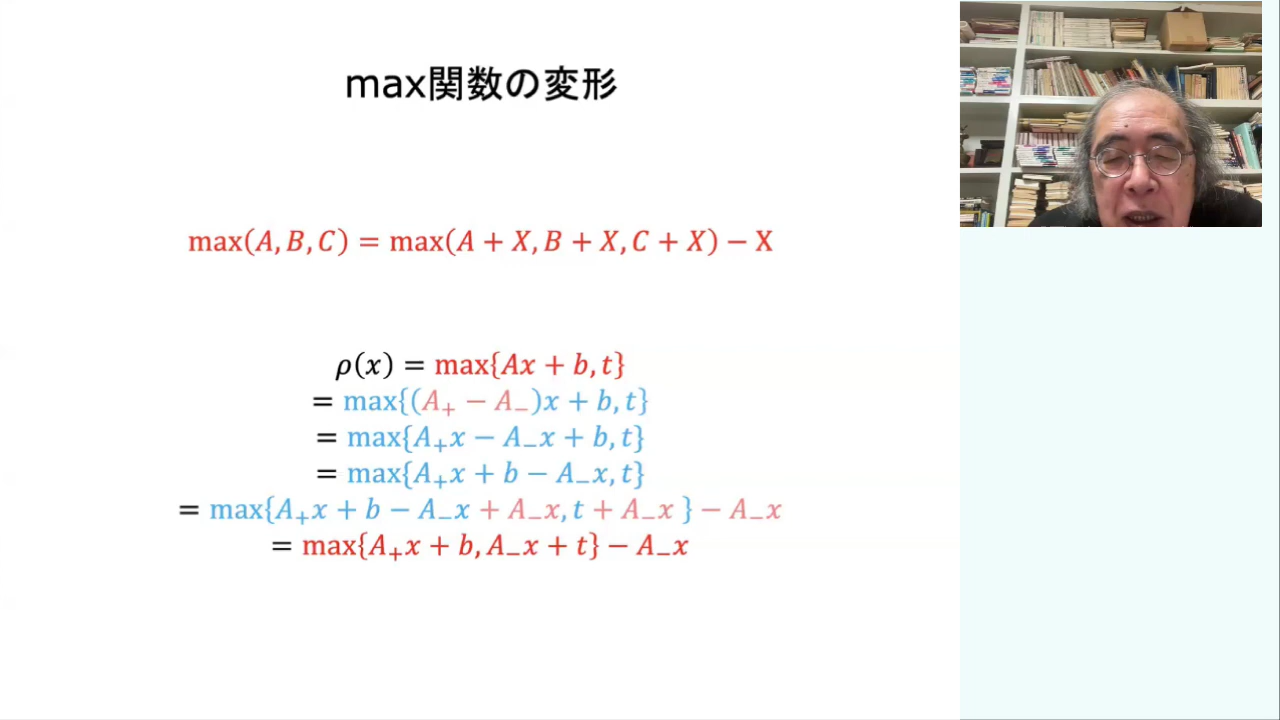 max関数の変形
max(A, B, C) = max(A + X, B + X, C + X) − X
ρ(x) = max{Ax + b, t}
= max{(A₊ − A₋)x + b, t}
= max{A₊x − A₋x + b, t}
= max{A₊x + b − A₋x, t}
= max{A₊x + b − A₋x + A₋x, t + A₋x } − A₋x
= max{A₊x + b, A₋x + t} − A₋x